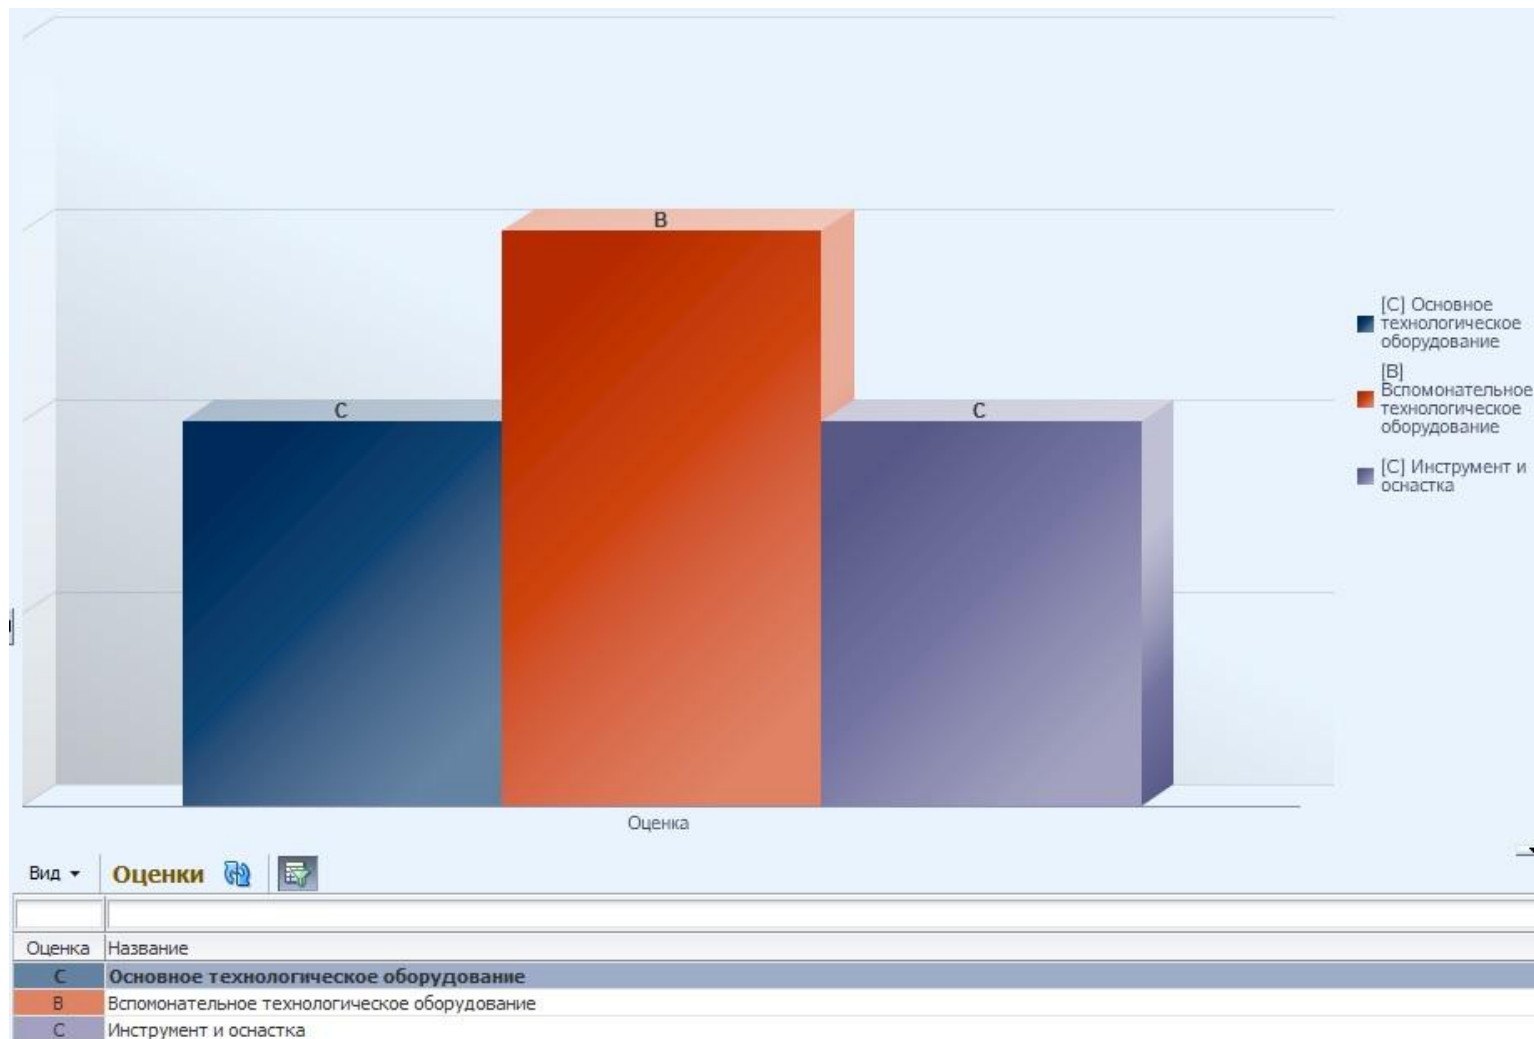 B
C
C
[C] Основное
технологическое
оборудование
[B]
Вспомонательное
технологическое
оборудование
[C] Инструмент и
оснастка
Оценка
Вид Оценки
Оценка Название
C Основное технологическое оборудование
B Вспомонательное технологическое оборудование
C Инструмент и оснастка